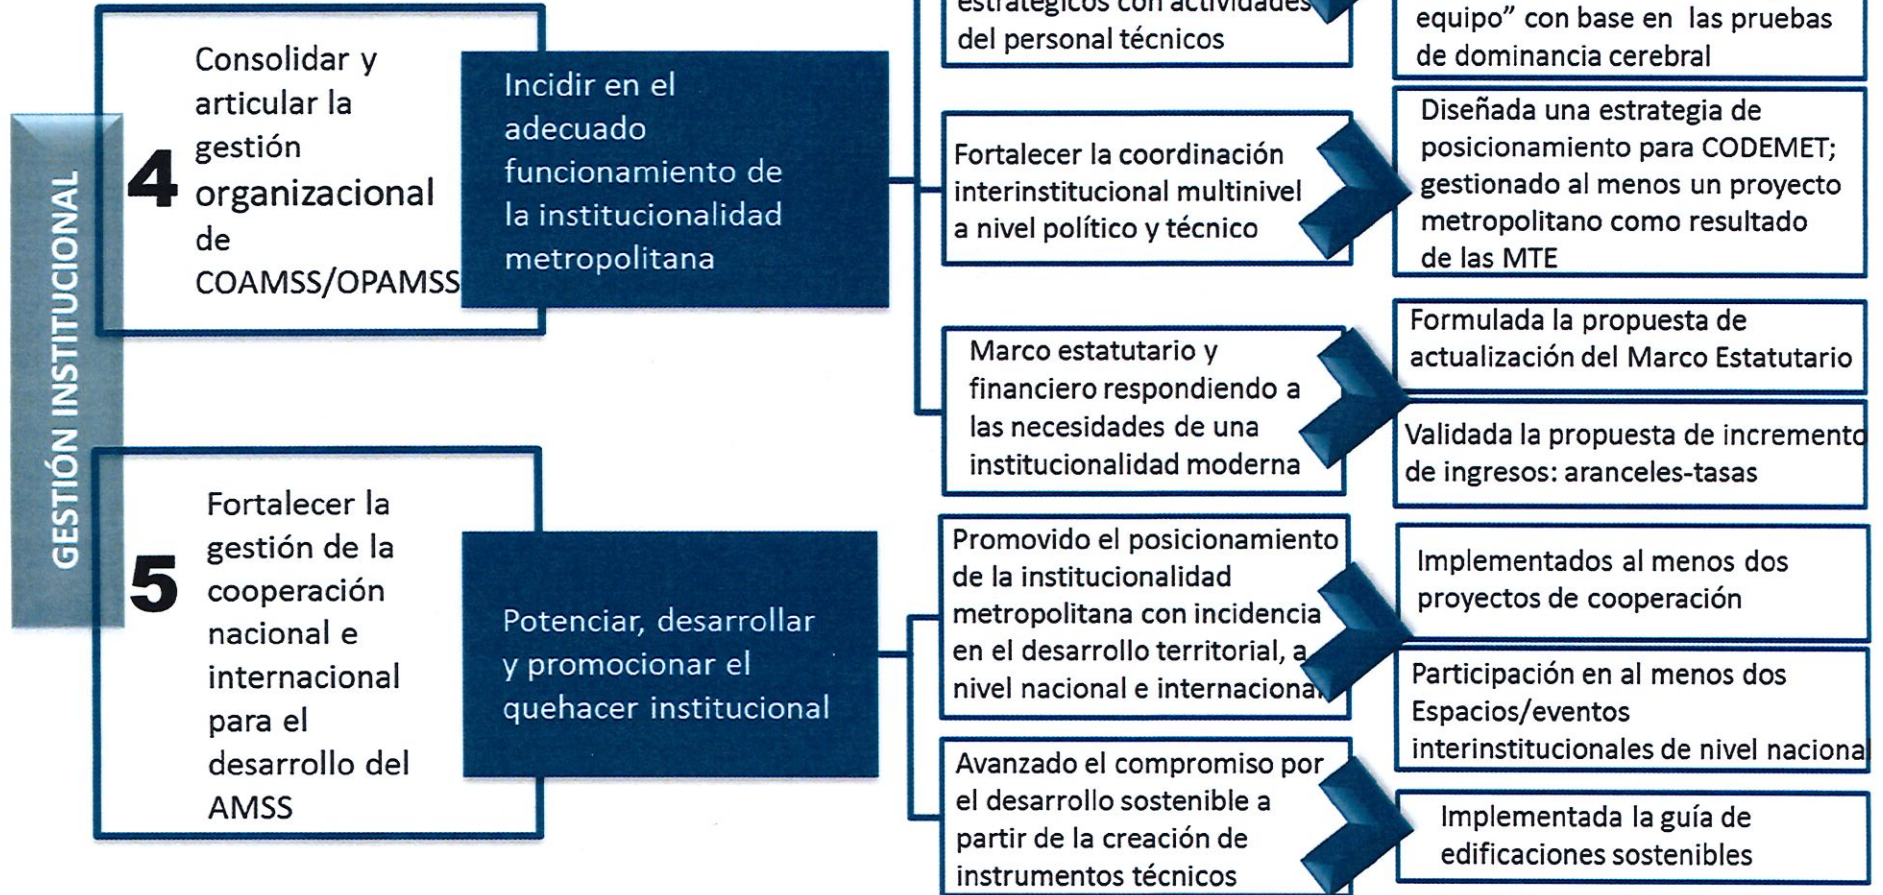 GESTIÓN INSTITUCIONAL
4
Consolidar y
articular la
gestión
organizacional
de
COAMSS/OPAMSS
Incidir en el
adecuado
funcionamiento de
la institucionalidad
metropolitana
estratégicos con actividades
del personal técnicos
equipo” con base en las pruebas
de dominancia cerebral
Fortalecer la coordinación
interinstitucional multinivel
a nivel político y técnico
Diseñada una estrategia de
posicionamiento para CODEMET;
gestionado al menos un proyecto
metropolitano como resultado
de las MTE
Marco estatutario y
financiero respondiendo a
las necesidades de una
institucionalidad moderna
Formulada la propuesta de
actualización del Marco Estatutario
Validada la propuesta de incremento
de ingresos: aranceles-tasas
5
Fortalecer la
gestión de la
cooperación
nacional e
internacional
para el
desarrollo del
AMSS
Potenciar, desarrollar
y promocionar el
quehacer institucional
Promovido el posicionamiento
de la institucionalidad
metropolitana con incidencia
en el desarrollo territorial, a
nivel nacional e internacional
Implementados al menos dos
proyectos de cooperación
Participación en al menos dos
Espacios/eventos
interinstitucionales de nivel nacional
Avanzado el compromiso por
el desarrollo sostenible a
partir de la creación de
instrumentos técnicos
Implementada la guía de
edificaciones sostenibles